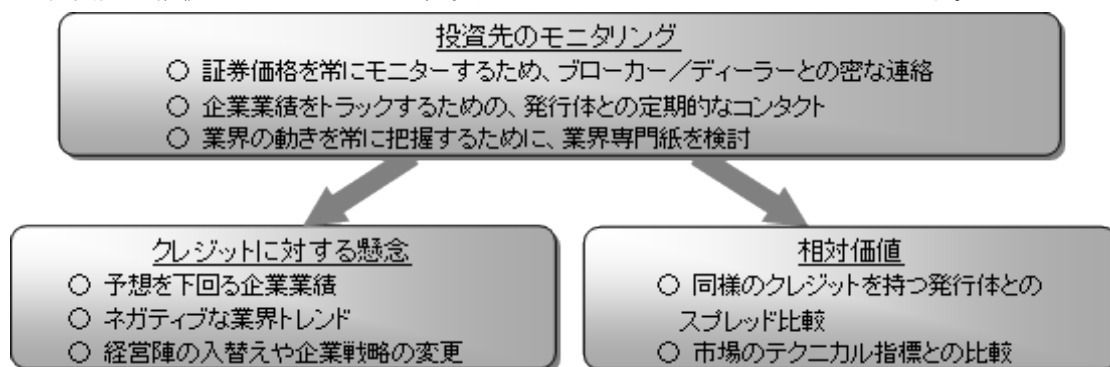 投資先のモニタリング
○ 証券価格を常にモニターするため、ブローカー／ディーラーとの密な連絡
○ 企業業績をトラックするための、発行体との定期的なコンタクト
○ 業界の動きを常に把握するために、業界専門紙を検討
クレジットに対する懸念
○ 予想を下回る企業業績
○ ネガティブな業界トレンド
○ 経営陣の入替えや企業戦略の変更
相対価値
○ 同様のクレジットを持つ発行体との
スプレッド比較
○ 市場のテクニカル指標との比較